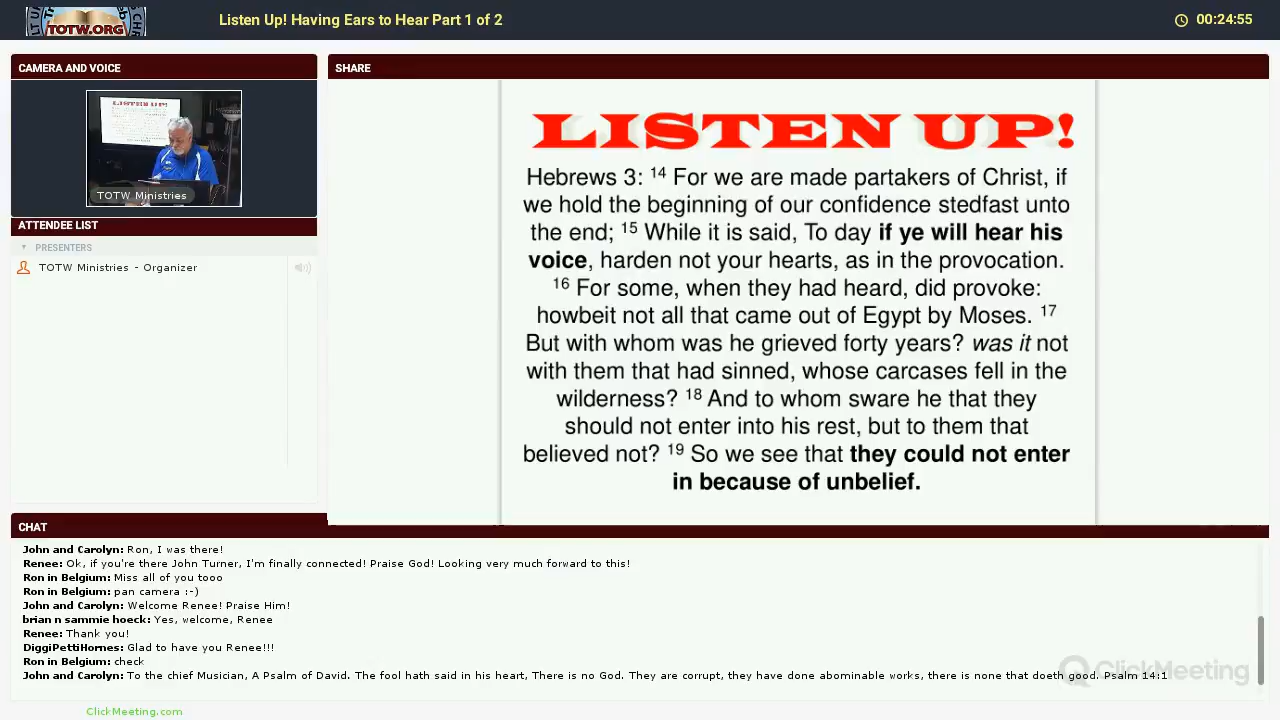 TOTW.ORG
Listen Up! Having Ears to Hear Part 1 of 2
00:24:55
CAMERA AND VOICE
LISTEN UP!
TOTW Ministries
ATTENDEE LIST
PRESENTERS
TOTW Ministries - Organizer
SHARE
LISTEN UP!
Hebrews 3: 14 For we are made partakers of Christ, if
we hold the beginning of our confidence stedfast unto
the end; 15 While it is said, To day if ye will hear his
voice, harden not your hearts, as in the provocation.
16 For some, when they had heard, did provoke:
howbeit not all that came out of Egypt by Moses. 17
But with whom was he grieved forty years? was it not
with them that had sinned, whose carcases fell in the
wilderness? 18 And to whom sware he that they
should not enter into his rest, but to them that
believed not? 19 So we see that they could not enter
in because of unbelief.
CHAT
John and Carolyn: Ron, I was there!
Renee: Ok, if you're there John Turner, I'm finally connected! Praise God! Looking very much forward to this!
Ron in Belgium: Miss all of you tooo
Ron in Belgium: pan camera :-)
John and Carolyn: Welcome Renee! Praise Him!
brian n sammie hoeck: Yes, welcome, Renee
Renee: Thank you!
DiggiPettiHornes: Glad to have you Renee!!!
Ron in Belgium: check
John and Carolyn: To the chief Musician, A Psalm of David. The fool hath said in his heart, There is no God. They are corrupt, they have done abominable works, there is none that doeth good. Psalm 14:1
ClickMeeting
ClickMeeting.com